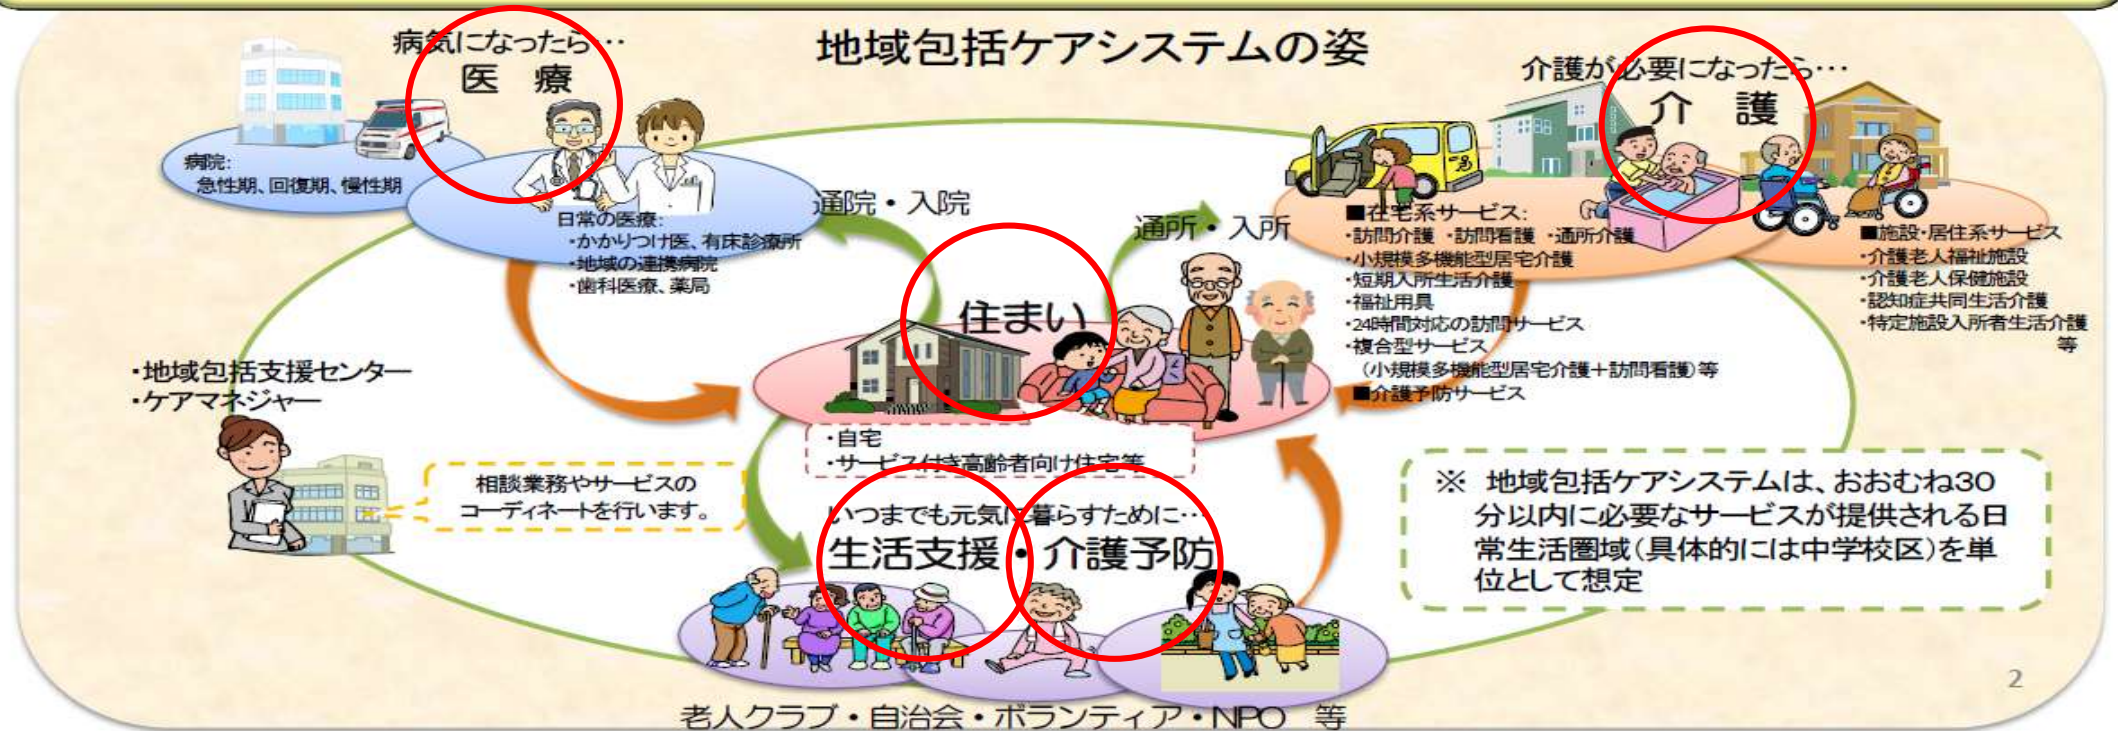 地域包括ケアシステムの姿
病気になったら…
医 療
病院:
急性期、回復期、慢性期
日常の医療:
・かかりつけ医、有床診療所
・地域の連携病院
・歯科医療、薬局
通院・入院
通所・入所
介護が必要になったら…
介 護
■在宅系サービス:
・訪問介護 ・訪問看護 ・通所介護
・小規模多機能型居宅介護
・短期入所生活介護
・福祉用具
・24時間対応の訪問サービス
・複合型サービス
(小規模多機能型居宅介護+訪問看護)等
■介護予防サービス
■施設・居住系サービス
・介護老人福祉施設
・介護老人保健施設
・認知症共同生活介護
・特定施設入所者生活介護
等
住まい
・自宅
・サービス付き高齢者向け住宅等
・地域包括支援センター
・ケアマネジャー
相談業務やサービスの
コーディネートを行います。
いつまでも元気に暮らすために…
生活支援・介護予防
老人クラブ・自治会・ボランティア・NPO 等
※ 地域包括ケアシステムは、おおむね30
分以内に必要なサービスが提供される日
常生活圏域(具体的には中学校区)を単
位として想定
2